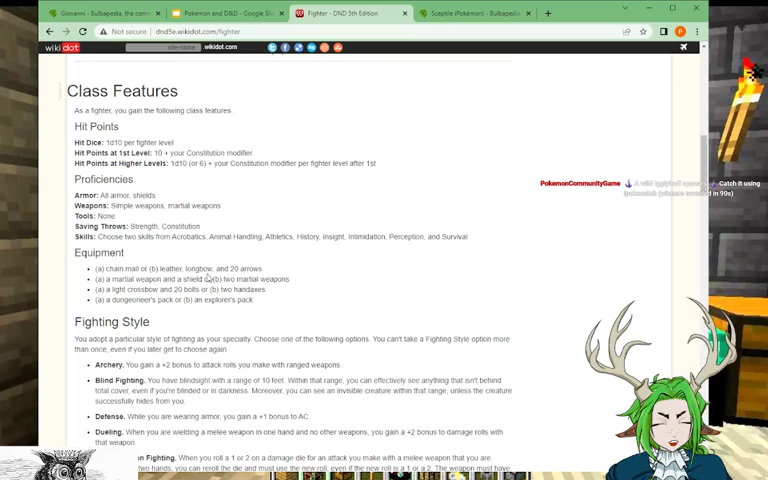 Giovanni - Bulbapedia, the comm
Pokemon and D&D - Google Sli
Fighter - DND 5th Edition
Sceptile (Pokémon) - Bulbapedia
Not secure
dnd5e.wikidot.com/fighter
wikidot
site-name
.wikidot.com
Class Features
As a fighter, you gain the following class features.
Hit Points
Hit Dice: 1d10 per fighter level
Hit Points at 1st Level: 10 + your Constitution modifier
Hit Points at Higher Levels: 1d10 (or 6) + your Constitution modifier per fighter level after 1st
Proficiencies
PokemonCommunityGame
A wild Igglybuff appears
Catch it using
Armor: All armor, shields
Weapons: Simple weapons, martial weapons
Tools: None
Saving Throws: Strength, Constitution
Skills: Choose two skills from Acrobatics, Animal Handling, Athletics, History, Insight, Intimidation, Perception, and Survival
Equipment
(a) chain mail or (b) leather, longbow, and 20 arrows
(a) a martial weapon and a shield or (b) two martial weapons
(a) a light crossbow and 20 bolts or (b) two handaxes
(a) a dungeoneer's pack or (b) an explorer's pack
Fighting Style
You adopt a particular style of fighting as your specialty. Choose one of the following options. You can't take a Fighting Style option more
than once, even if you later get to choose again.
Archery. You gain a +2 bonus to attack rolls you make with ranged weapons.
Blind Fighting. You have blindsight with a range of 10 feet. Within that range, you can effectively see anything that isn't behind
total cover, even if you're blinded or in darkness. Moreover, you can see an invisible creature within that range, unless the creature
successfully hides from you.
Defense. While you are wearing armor, you gain a +1 bonus to AC.
Dueling. When you are wielding a melee weapon in one hand and no other weapons, you gain a +2 bonus to damage rolls with
that weapon.
on Fighting. When you roll a 1 or 2 on a damage die for an attack you make with a melee weapon that you are
two hands, you can reroll the die and must use the new roll, even if the new roll is a 1 or a 2. The weapon must have